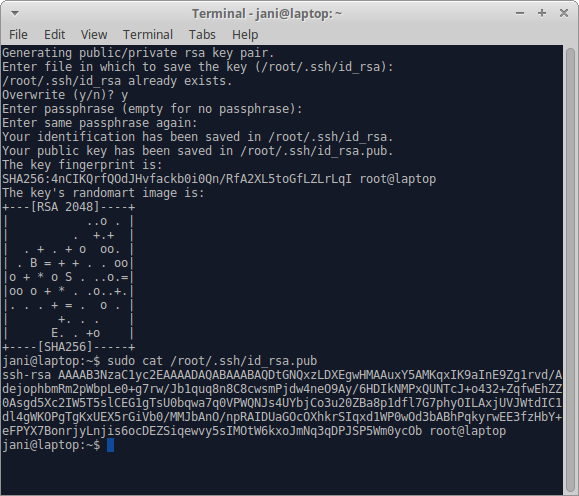 Terminal - jani@laptop: ~
File Edit View Terminal Tabs Help
Generating public/private rsa key pair.
Enter file in which to save the key (/root/.ssh/id_rsa):
/root/.ssh/id_rsa already exists.
Overwrite (y/n)? y
Enter passphrase (empty for no passphrase):
Enter same passphrase again:
Your identification has been saved in /root/.ssh/id_rsa.
Your public key has been saved in /root/.ssh/id_rsa.pub.
The key fingerprint is:
SHA256:4nCIKQrfQOdJHvfackb0i0Qn/RfA2XL5toGfLZLrLqI root@laptop
The key's randomart image is:
+---[RSA 2048]----+
|           ..o . |
|         .  +.+  |
|  . + . + o  oo. |
| . B = + + . . oo|
|o + * o S . ..o.=|
|oo o + * . .o..+.|
|. . . + = .  o . |
|       +. . .    |
|      E. . +o    |
+----[SHA256]-----+
jani@laptop:~$ sudo cat /root/.ssh/id_rsa.pub
ssh-rsa AAAAB3NzaC1yc2EAAAADAQABAAABAQDtGNQxzLDXEgwHMAAuxY5AMKqxIK9aInE9Zg1rvd/A
dejophbmRm2pWbpLe0+g7rw/Jb1quq8n8C8cwsmPjdw4neO9Ay/6HDIkNMPxQUNTcJ+o432+ZqfwEhZZ
0Asgd5Xc2IW5T5slCEG1gTsU0bqwa7q0VPWQNJs4UYbjCo3u20ZBa8p1dfl7G7phyOILAxjUVJWtdIC1
dl4gWKOPgTgKxUEX5rGiVb0/MMJbAnO/npRAIDUaGOcOXhkrSIqxd1WP0wOd3bABhPqkyrwEE3fzHbY+
eFPYX7BonrjyLnjis6ocDEZSiqewvy5sIMOtW6kxoJmNq3qDPJSP5Wm0ycOb root@laptop
jani@laptop:~$